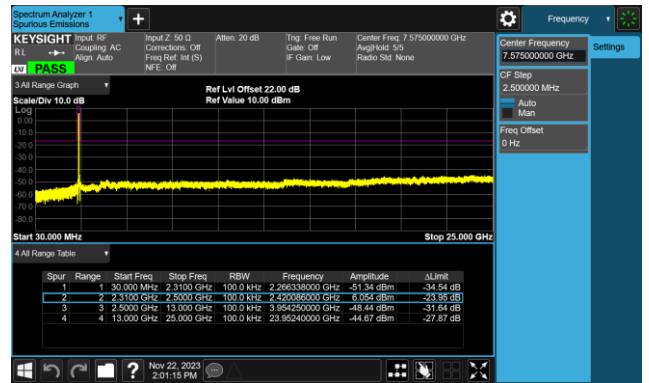 Spectrum Analyzer 1
Spurious Emissions
Frequency
KEYSIGHT Input: RF Input Z: 50 Ω Atten: 20 dB Trig: Free Run Center Freq: 7.575000000 GHz
RL Coupling: AC Corrections: Off Gate: Off Avg|Hold: 5/5
Align: Auto Freq Ref: Int (S) IF Gain: Low Radio Std: None
NFE: Off
LXI PASS
Center Frequency
7.575000000 GHz
Settings
CF Step
2.500000 MHz
Auto
Man
Freq Offset
0 Hz
3 All Range Graph
Ref Lvl Offset 22.00 dB
Scale/Div 10.0 dB Ref Value 10.00 dBm
Log
0.00
-10.0
-20.0
-30.0
-40.0
-50.0
-60.0
-70.0
-80.0
Start 30.000 MHz Stop 25.000 GHz
4 All Range Table
Spur Range Start Freq Stop Freq RBW Frequency Amplitude ΔLimit
1 1 30.000 MHz 2.3100 GHz 100.0 kHz 2.266338000 GHz -51.34 dBm -34.54 dB
2 2 2.3100 GHz 2.5000 GHz 100.0 kHz 2.420086000 GHz 6.054 dBm -23.95 dB
3 3 2.5000 GHz 13.000 GHz 100.0 kHz 3.954250000 GHz -48.44 dBm -31.64 dB
4 4 13.000 GHz 25.000 GHz 100.0 kHz 23.95240000 GHz -44.67 dBm -27.87 dB
Nov 22, 2023
2:01:15 PM